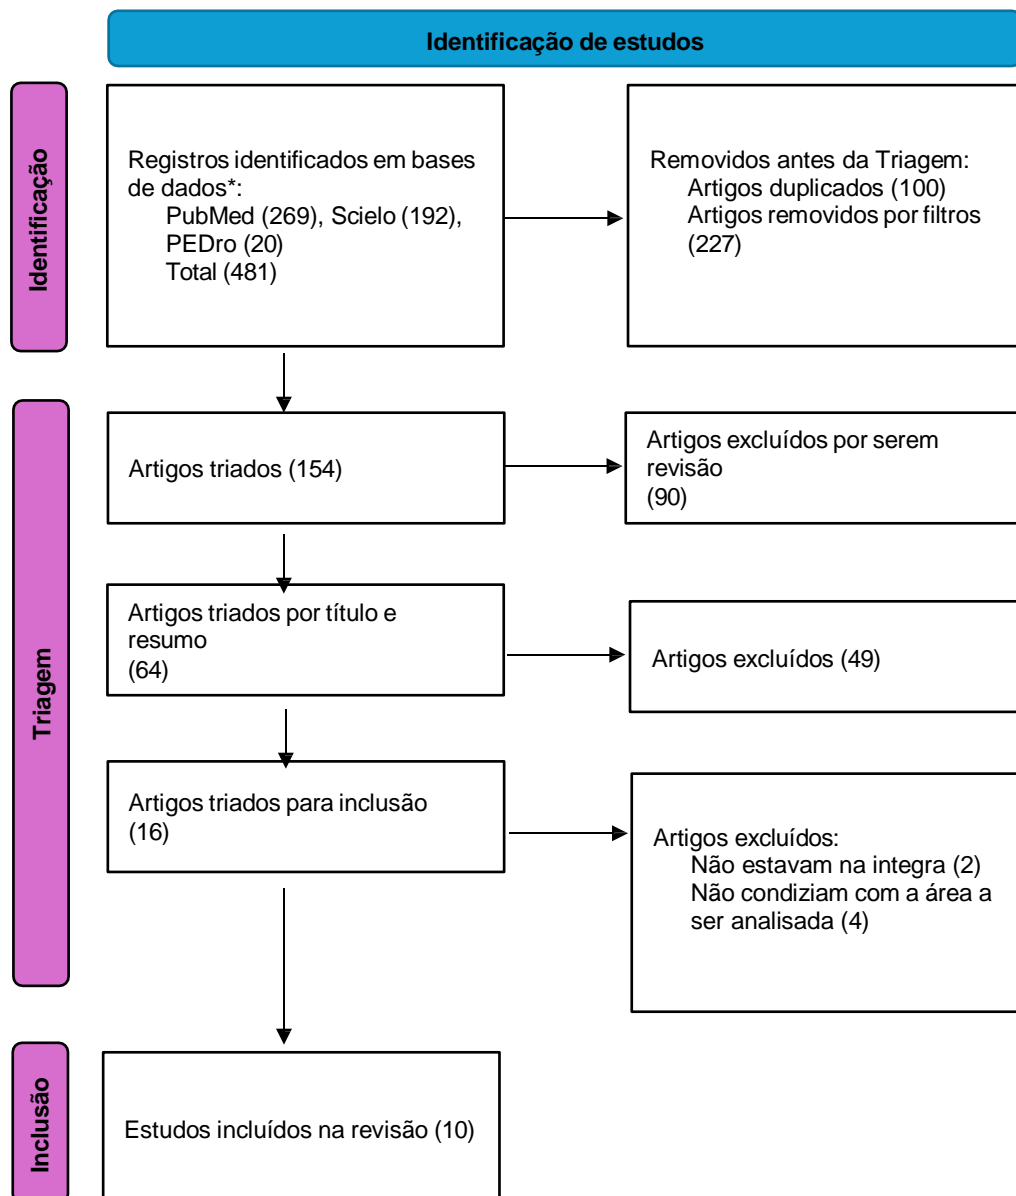 Identificação de estudos
Identificação
Registros identificados em bases
de dados*:
PubMed (269), Scielo (192),
PEDro (20)
Total (481)
Removidos antes da Triagem:
Artigos duplicados (100)
Artigos removidos por filtros
(227)
Triagem
Artigos triados (154)
Artigos excluídos por serem
revisão
(90)
Artigos triados por título e
resumo
(64)
Artigos excluídos (49)
Artigos triados para inclusão
(16)
Artigos excluídos:
Não estavam na integra (2)
Não condiziam com a área a
ser analisada (4)
Inclusão
Estudos incluídos na revisão (10)